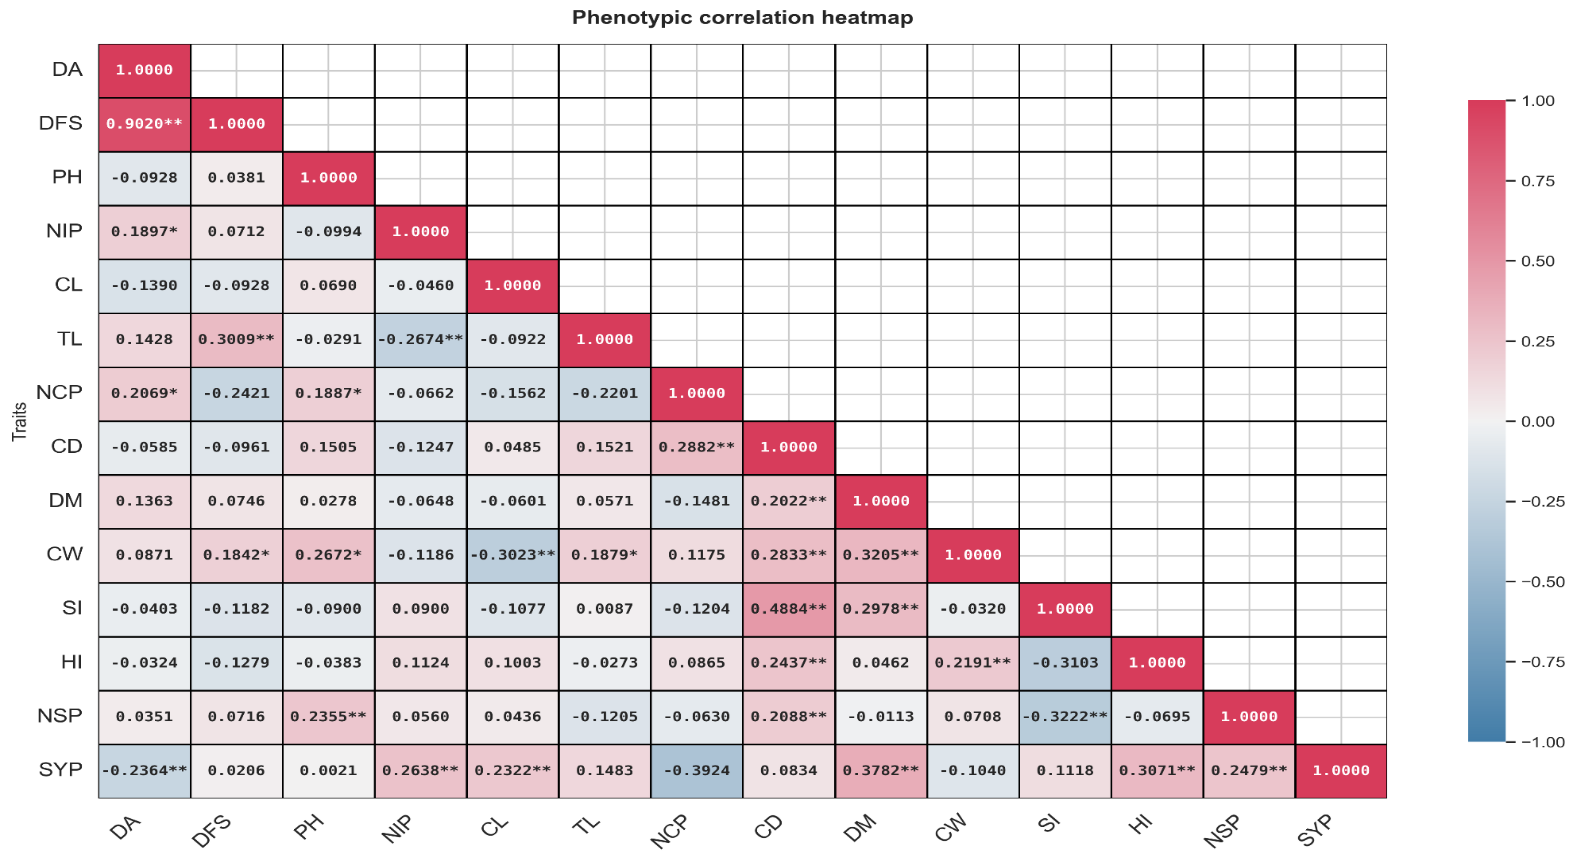 Phenotypic correlation heatmap
DA 1.0000
DFS 0.9020** 1.0000
PH -0.0928 0.0381 1.0000
NIP 0.1897* 0.0712 -0.0994 1.0000
CL -0.1390 -0.0928 0.0690 -0.0460 1.0000
TL 0.1428 0.3009** -0.0291 -0.2674** -0.0922 1.0000
NCP 0.2069* -0.2421 0.1887* -0.0662 -0.1562 -0.2201 1.0000
CD -0.0585 -0.0961 0.1505 -0.1247 0.0485 0.1521 0.2882** 1.0000
DM 0.1363 0.0746 0.0278 -0.0648 -0.0601 0.0571 -0.1481 0.2022** 1.0000
CW 0.0871 0.1842* 0.2672* -0.1186 -0.3023** 0.1879* 0.1175 0.2833** 0.3205** 1.0000
SI -0.0403 -0.1182 -0.0900 0.0900 -0.1077 0.0087 -0.1204 0.4884** 0.2978** -0.0320 1.0000
HI -0.0324 -0.1279 -0.0383 0.1124 0.1003 -0.0273 0.0865 0.2437** 0.0462 0.2191** -0.3103 1.0000
NSP 0.0351 0.0716 0.2355** 0.0560 0.0436 -0.1205 -0.0630 0.2088** -0.0113 0.0708 -0.3222** -0.0695 1.0000
SYP -0.2364** 0.0206 0.0021 0.2638** 0.2322** 0.1483 -0.3924 0.0834 0.3782** -0.1040 0.1118 0.3071** 0.2479** 1.0000
DA DFS PH NIP CL TL NCP CD DM CW SI HI NSP SYP
Traits
1.00
0.75
0.50
0.25
0.00
−0.25
−0.50
−0.75
−1.00